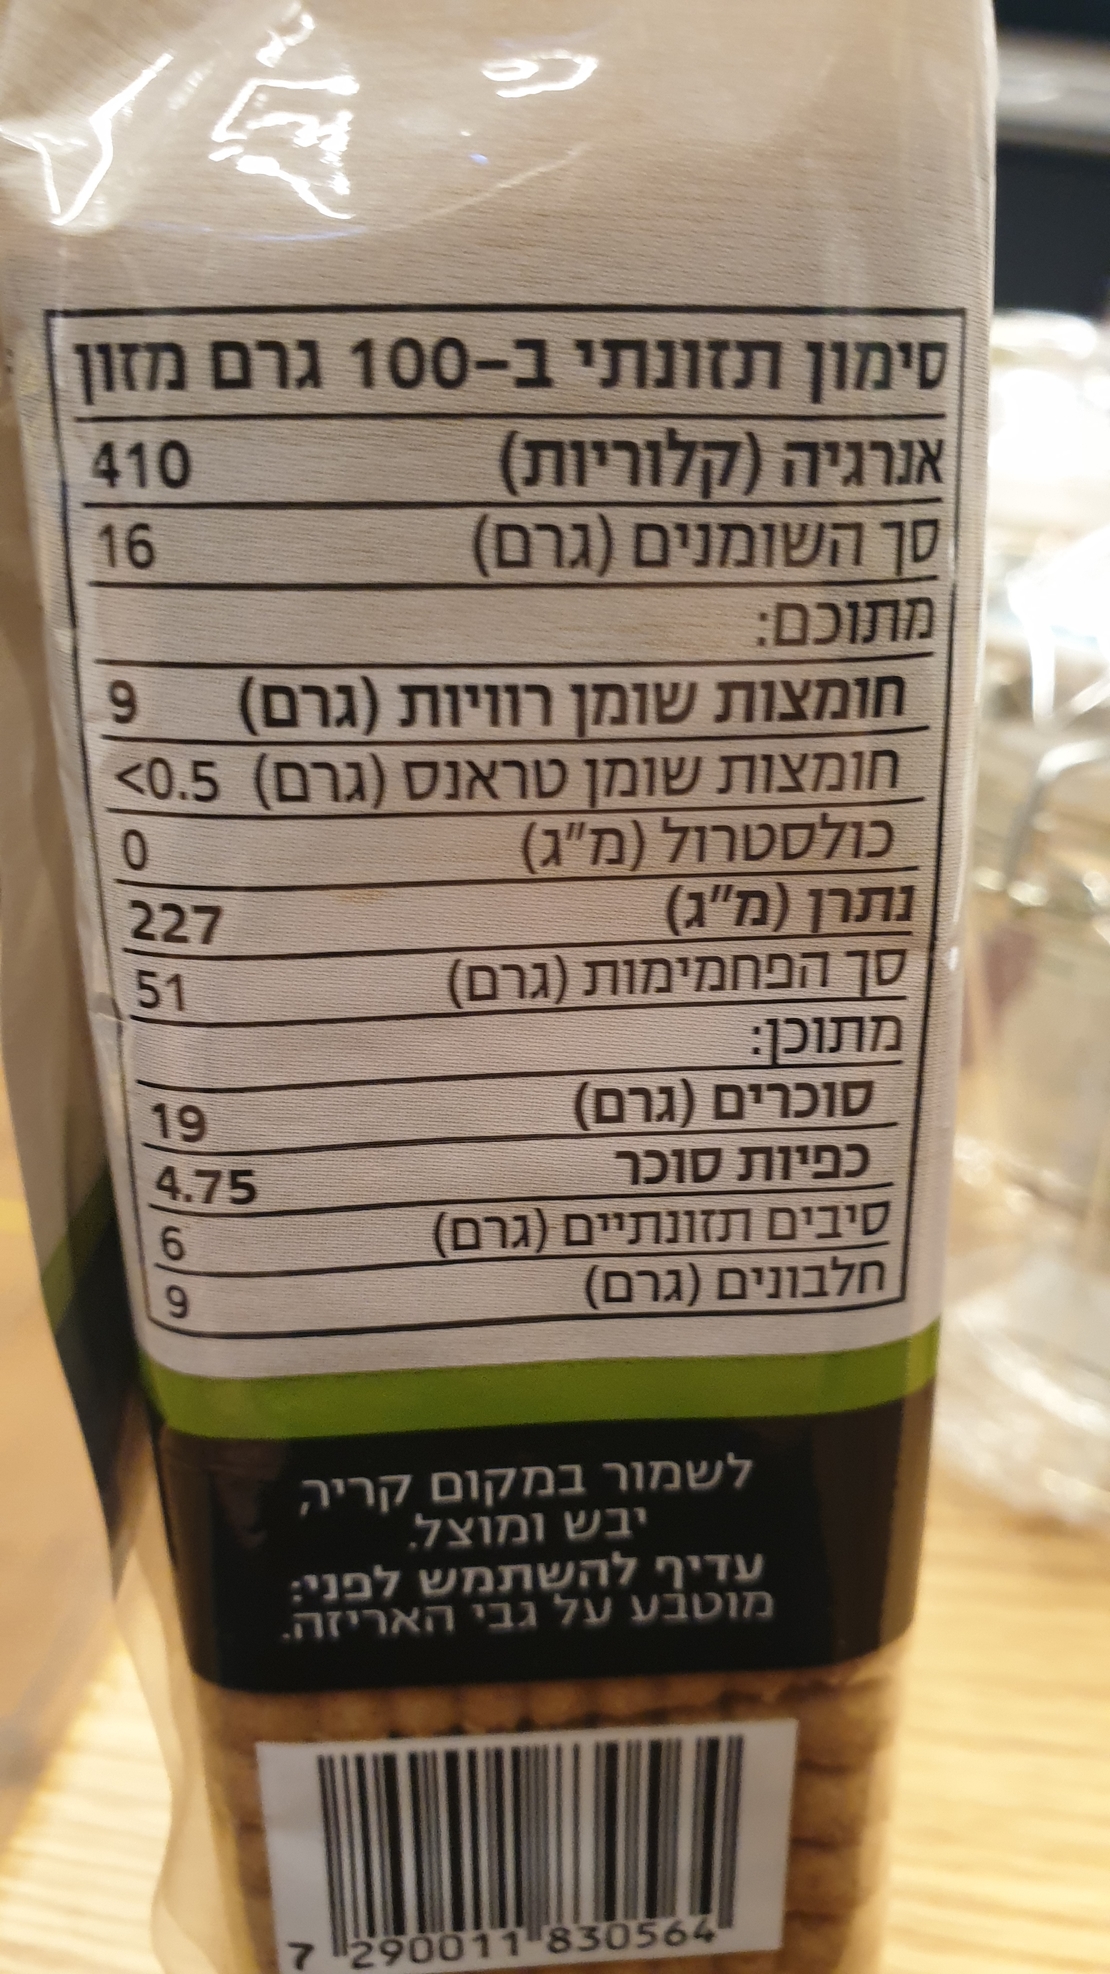 סימון תזונתי ב-100 גרם מזון
אנרגיה (קלוריות) 410
סך השומנים (גרם) 16
מתוכם:
חומצות שומן רוויות (גרם) 9
חומצות שומן טראנס (גרם) <0.5
כולסטרול (מ"ג) 0
נתרן (מ"ג) 227
סך הפחמימות (גרם) 51
מתוכן:
סוכרים (גרם) 19
כפיות סוכר 4.75
סיבים תזונתיים (גרם) 6
חלבונים (גרם) 9
לשמור במקום קריר,
יבש ומוצל.
עדיף להשתמש לפני:
מוטבע על גבי האריזה.
7 290011 830564